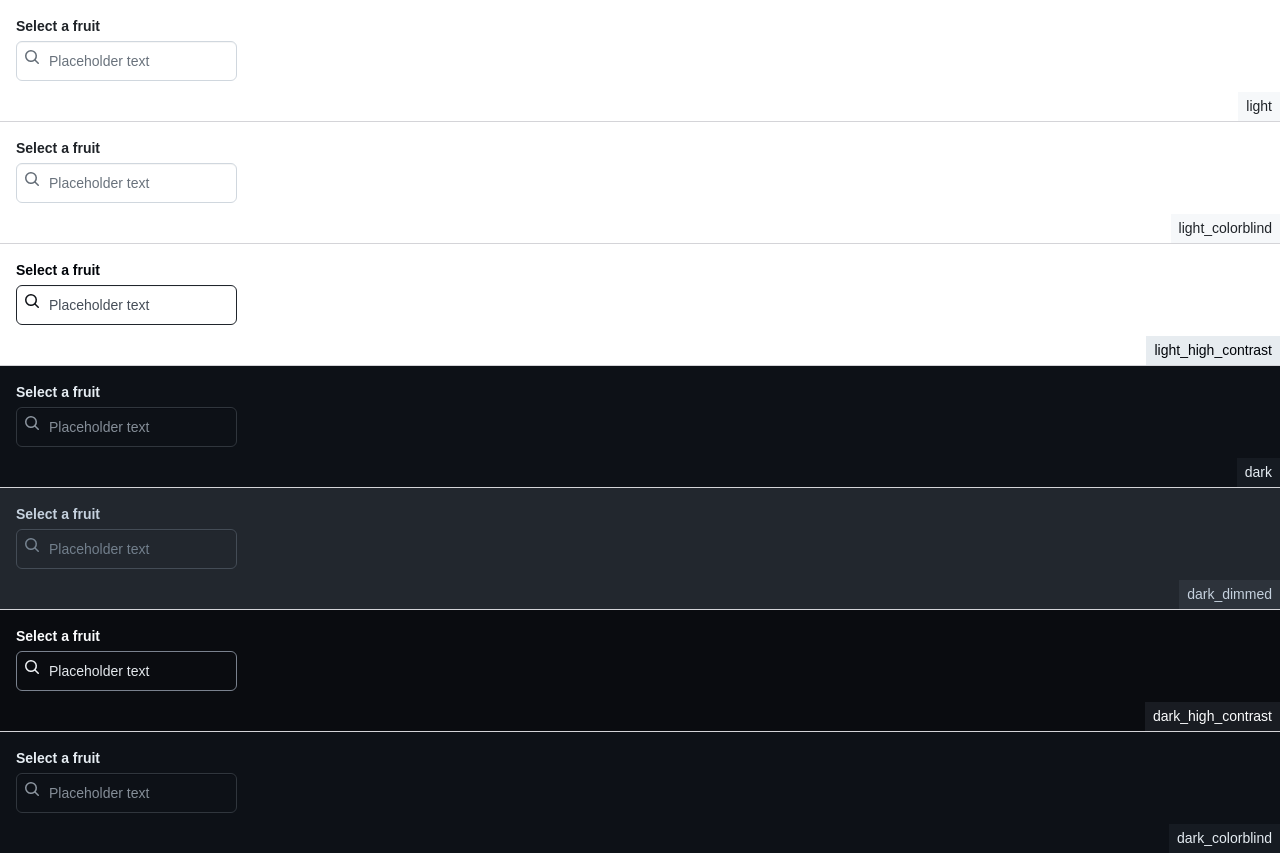 Select a fruit
Placeholder text
light
Select a fruit
Placeholder text
light_colorblind
Select a fruit
Placeholder text
light_high_contrast
Select a fruit
Placeholder text
dark
Select a fruit
Placeholder text
dark_dimmed
Select a fruit
Placeholder text
dark_high_contrast
Select a fruit
Placeholder text
dark_colorblind